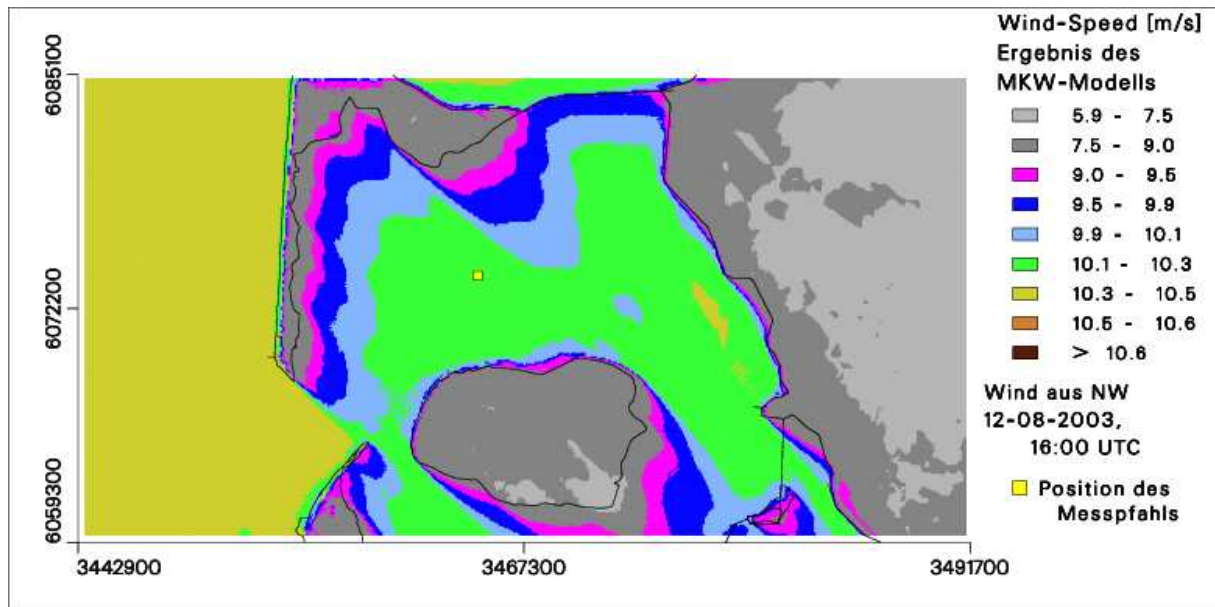 Wind-Speed [m/s]
Ergebnis des
MKW-Modells
5.9 - 7.5
7.5 - 9.0
9.0 - 9.5
9.5 - 9.9
9.9 - 10.1
10.1 - 10.3
10.3 - 10.5
10.5 - 10.6
> 10.6
Wind aus NW
12-08-2003,
16:00 UTC
Position des
Messpfahls
6085100
6072200
6059300
3442900
3467300
3491700